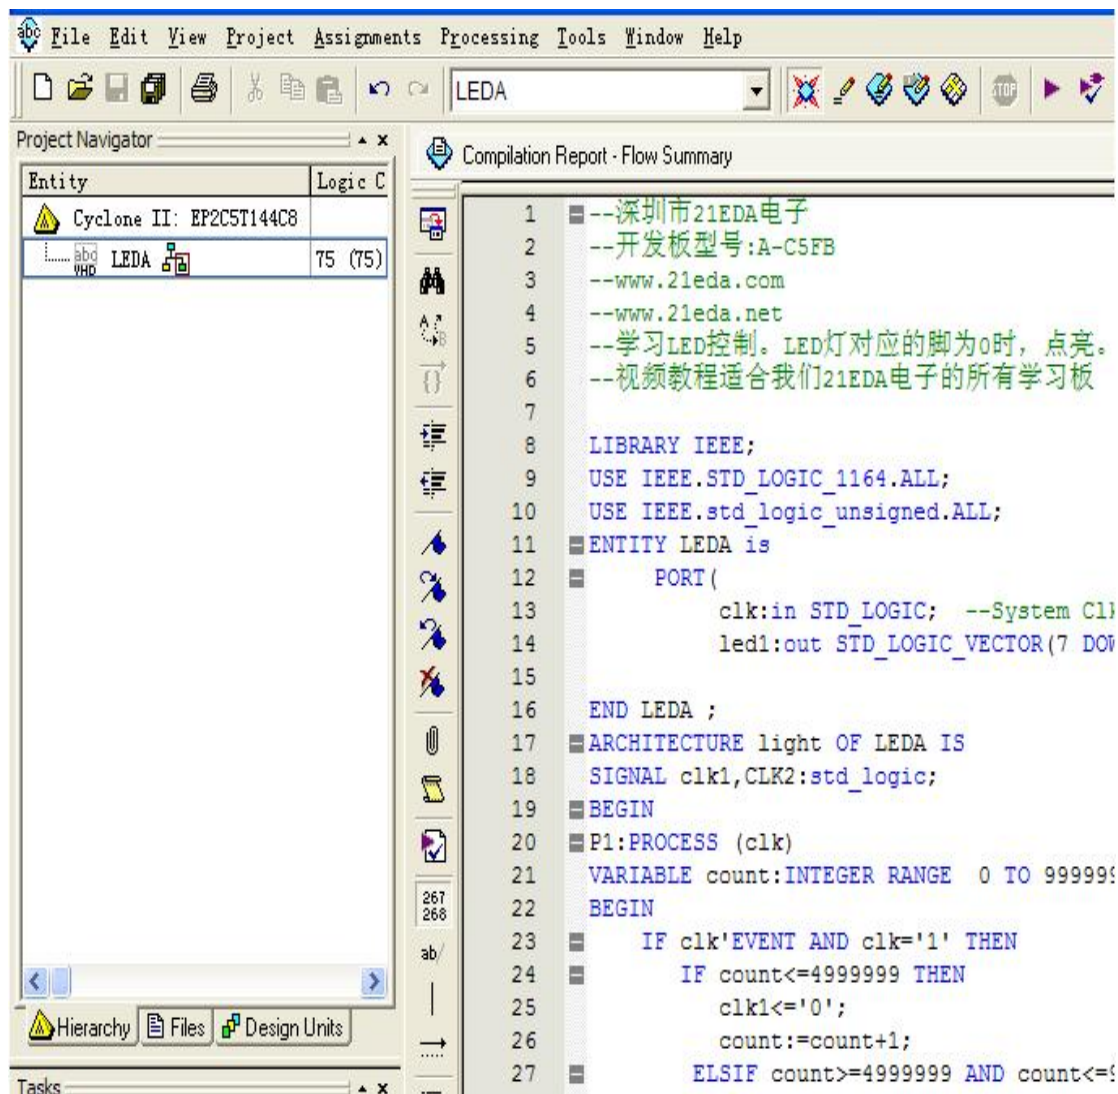 File Edit View Project Assignments Processing Tools Window Help
LEDA
Project Navigator
Compilation Report - Flow Summary
Entity Logic C
Cyclone II: EP2C5T144C8
LEDA 75 (75)
1 --深圳市21EDA电子
2 --开发板型号:A-C5FB
3 --www.21eda.com
4 --www.21eda.net
5 --学习LED控制。LED灯对应的脚为0时，点亮。
6 --视频教程适合我们21EDA电子的所有学习板
7
8 LIBRARY IEEE;
9 USE IEEE.STD_LOGIC_1164.ALL;
10 USE IEEE.std_logic_unsigned.ALL;
11 ENTITY LEDA is
12 PORT(
13 clk:in STD_LOGIC; --System Cl
14 led1:out STD_LOGIC_VECTOR(7 DO
15
16 END LEDA ;
17 ARCHITECTURE light OF LEDA IS
18 SIGNAL clk1,CLK2:std_logic;
19 BEGIN
20 P1:PROCESS (clk)
21 VARIABLE count:INTEGER RANGE 0 TO 999999
22 BEGIN
23 IF clk'EVENT AND clk='1' THEN
24 IF count<=4999999 THEN
25 clk1<='0';
26 count:=count+1;
27 ELSIF count>=4999999 AND count<=
267
268
ab/
Hierarchy Files Design Units
Tasks